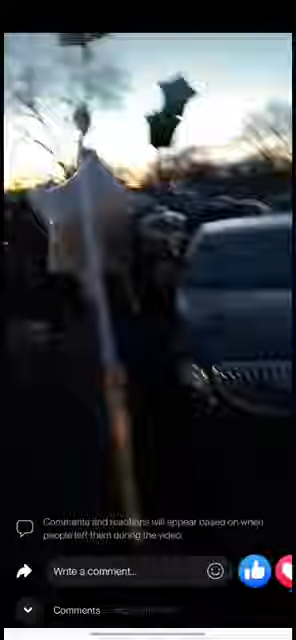 Comments and reactions will appear based on when
people left them during the video.
Write a comment...
Comments